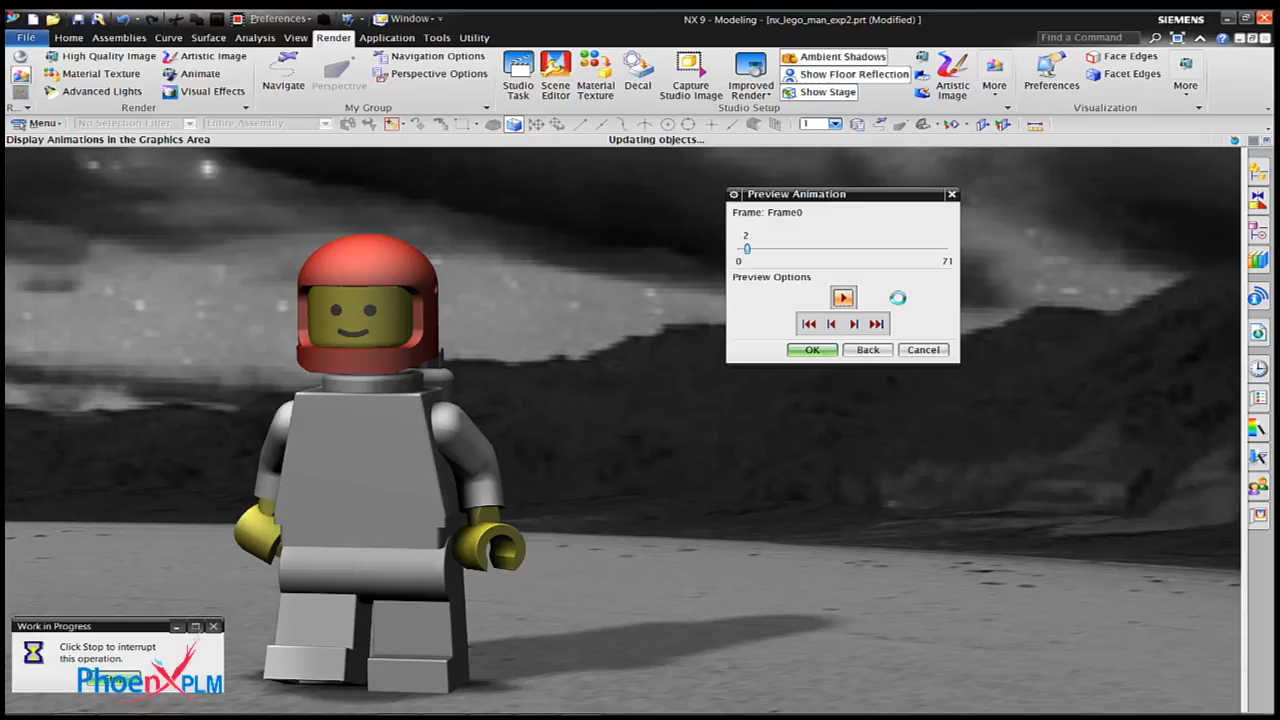 Preferences
Window
NX 9 - Modeling - [nx_lego_man_exp2.prt (Modified) ]
SIEMENS
File Home Assemblies Curve Surface Analysis View Render Application Tools Utility
Find a Command
High Quality Image
Material Texture
Advanced Lights
Artistic Image
Animate
Visual Effects
Render
R...
Navigate
Perspective
Navigation Options
Perspective Options
My Group
Studio Task
Scene Editor
Material Texture
Decal
Capture Studio Image
Improved Render
Ambient Shadows
Show Floor Reflection
Show Stage
Artistic Image
More
Studio Setup
Preferences
Face Edges
Facet Edges
More
Visualization
Menu
No Selection Filter
Entire Assembly
1
Display Animations in the Graphics Area
Updating objects...
Preview Animation
Frame: Frame0
2
0 71
Preview Options
OK Back Cancel
Work in Progress
Click Stop to interrupt
this operation.
PhoenXPLM